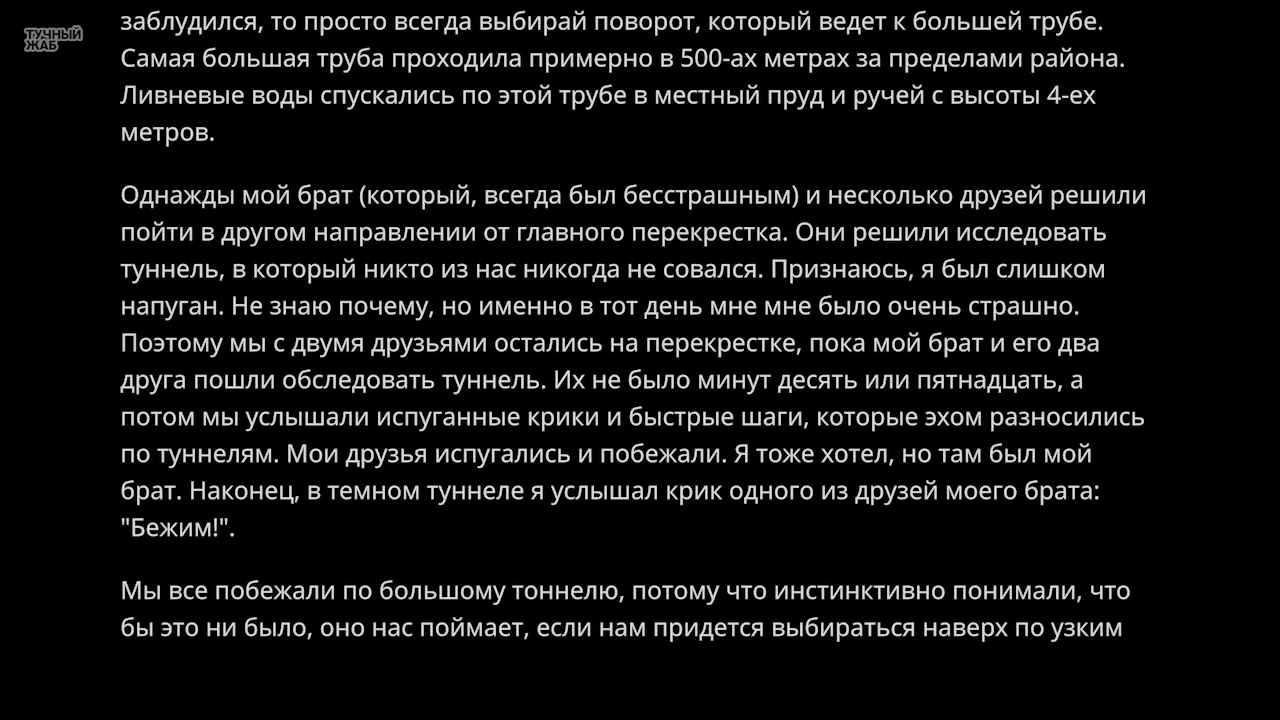 ТУЧНЫЙ
ЖАБ
заблудился, то просто всегда выбирай поворот, который ведет к большей трубе.
Самая большая труба проходила примерно в 500-ах метрах за пределами района.
Ливневые воды спускались по этой трубе в местный пруд и ручей с высоты 4-ех
метров.
Однажды мой брат (который, всегда был бесстрашным) и несколько друзей решили
пойти в другом направлении от главного перекрестка. Они решили исследовать
туннель, в который никто из нас никогда не совался. Признаюсь, я был слишком
напуган. Не знаю почему, но именно в тот день мне мне было очень страшно.
Поэтому мы с двумя друзьями остались на перекрестке, пока мой брат и его два
друга пошли обследовать туннель. Их не было минут десять или пятнадцать, а
потом мы услышали испуганные крики и быстрые шаги, которые эхом разносились
по туннелям. Мои друзья испугались и побежали. Я тоже хотел, но там был мой
брат. Наконец, в темном туннеле я услышал крик одного из друзей моего брата:
"Бежим!".
Мы все побежали по большому тоннелю, потому что инстинктивно понимали, что
бы это ни было, оно нас поймает, если нам придется выбираться наверх по узким